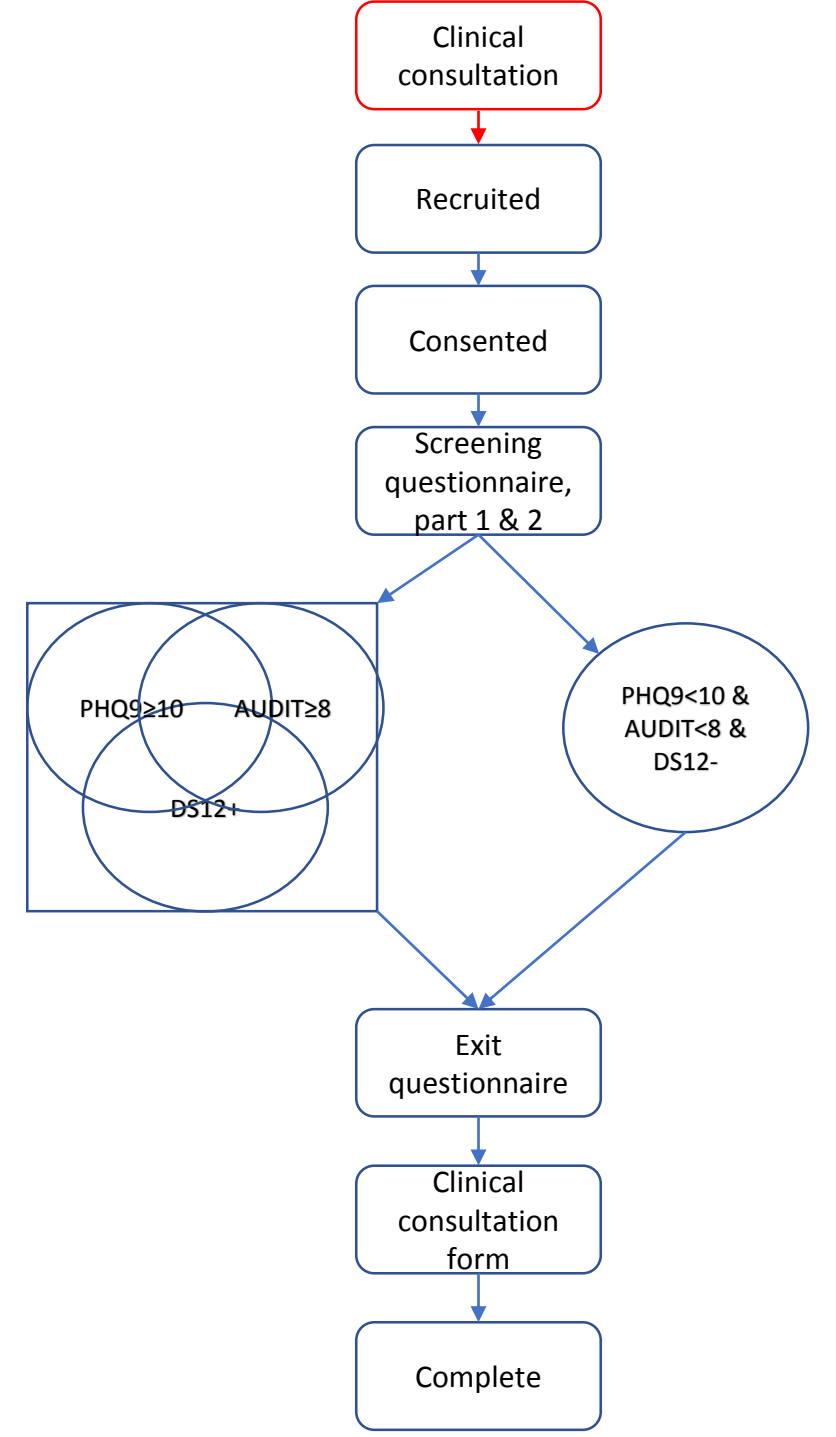 Clinical
consultation
Recruited
Consented
Screening
questionnaire,
part 1 & 2
PHQ9≥10
AUDIT≥8
DS12+
PHQ9<10 &
AUDIT<8 &
DS12-
Exit
questionnaire
Clinical
consultation
form
Complete